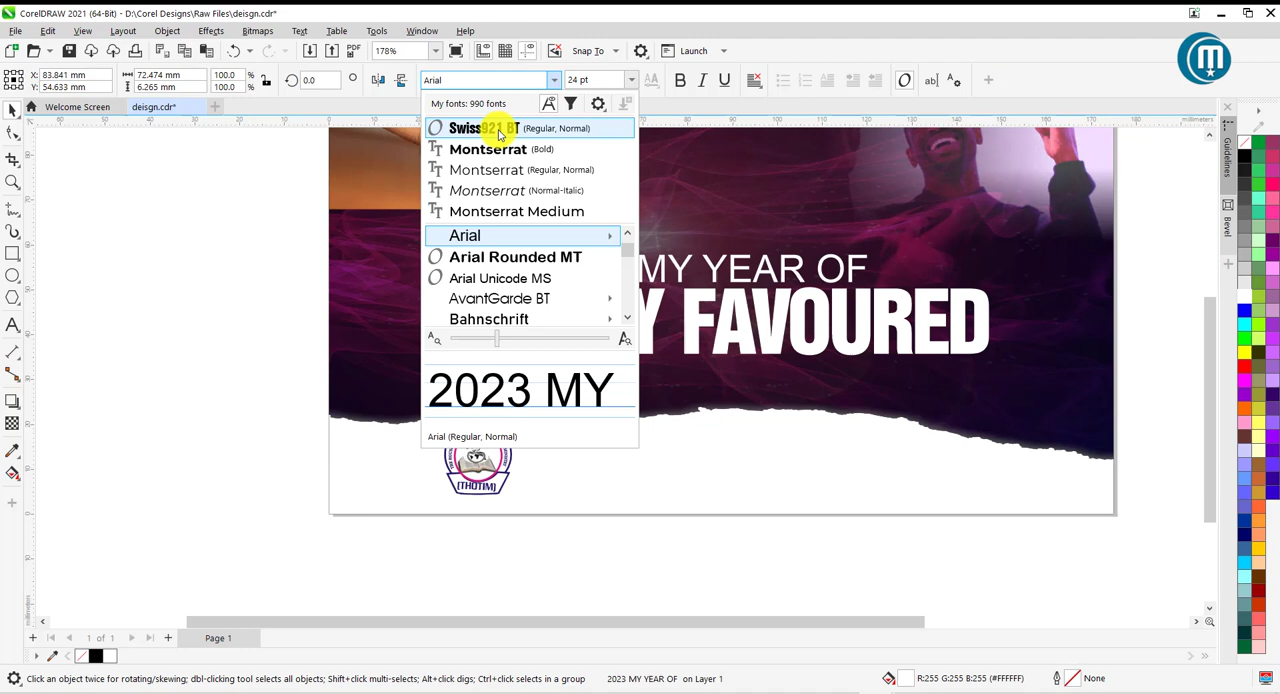 CorelDRAW 2021 (64-Bit) - D:\Corel Designs\Raw Files\deisgn.cdr*
File Edit View Layout Object Effects Bitmaps Text Table Tools Window Help
178% PDF Snap To Launch
X: 83.841 mm 72.474 mm 100.0 % 0.0 ° Arial 24 pt B I U ab
Y: 54.633 mm 6.265 mm 100.0 %
Welcome Screen deisgn.cdr*
My fonts: 990 fonts
Swiss921 BT (Regular, Normal)
Montserrat (Bold)
Montserrat (Regular, Normal)
Montserrat (Normal-Italic)
Montserrat Medium
Arial
Arial Rounded MT
Arial Unicode MS
AvantGarde BT
Bahnschrift
2023 MY
Arial (Regular, Normal)
MY YEAR OF
Y FAVOURED
(THOTIM)
millimeters
Guidelines
Bevel
1 of 1 Page 1
Click an object twice for rotating/skewing; dbl-clicking tool selects all objects; Shift+click multi-selects; Alt+click digs; Ctrl+click selects in a group 2023 MY YEAR OF on Layer 1 R:255 G:255 B:255 (#FFFFFF) None